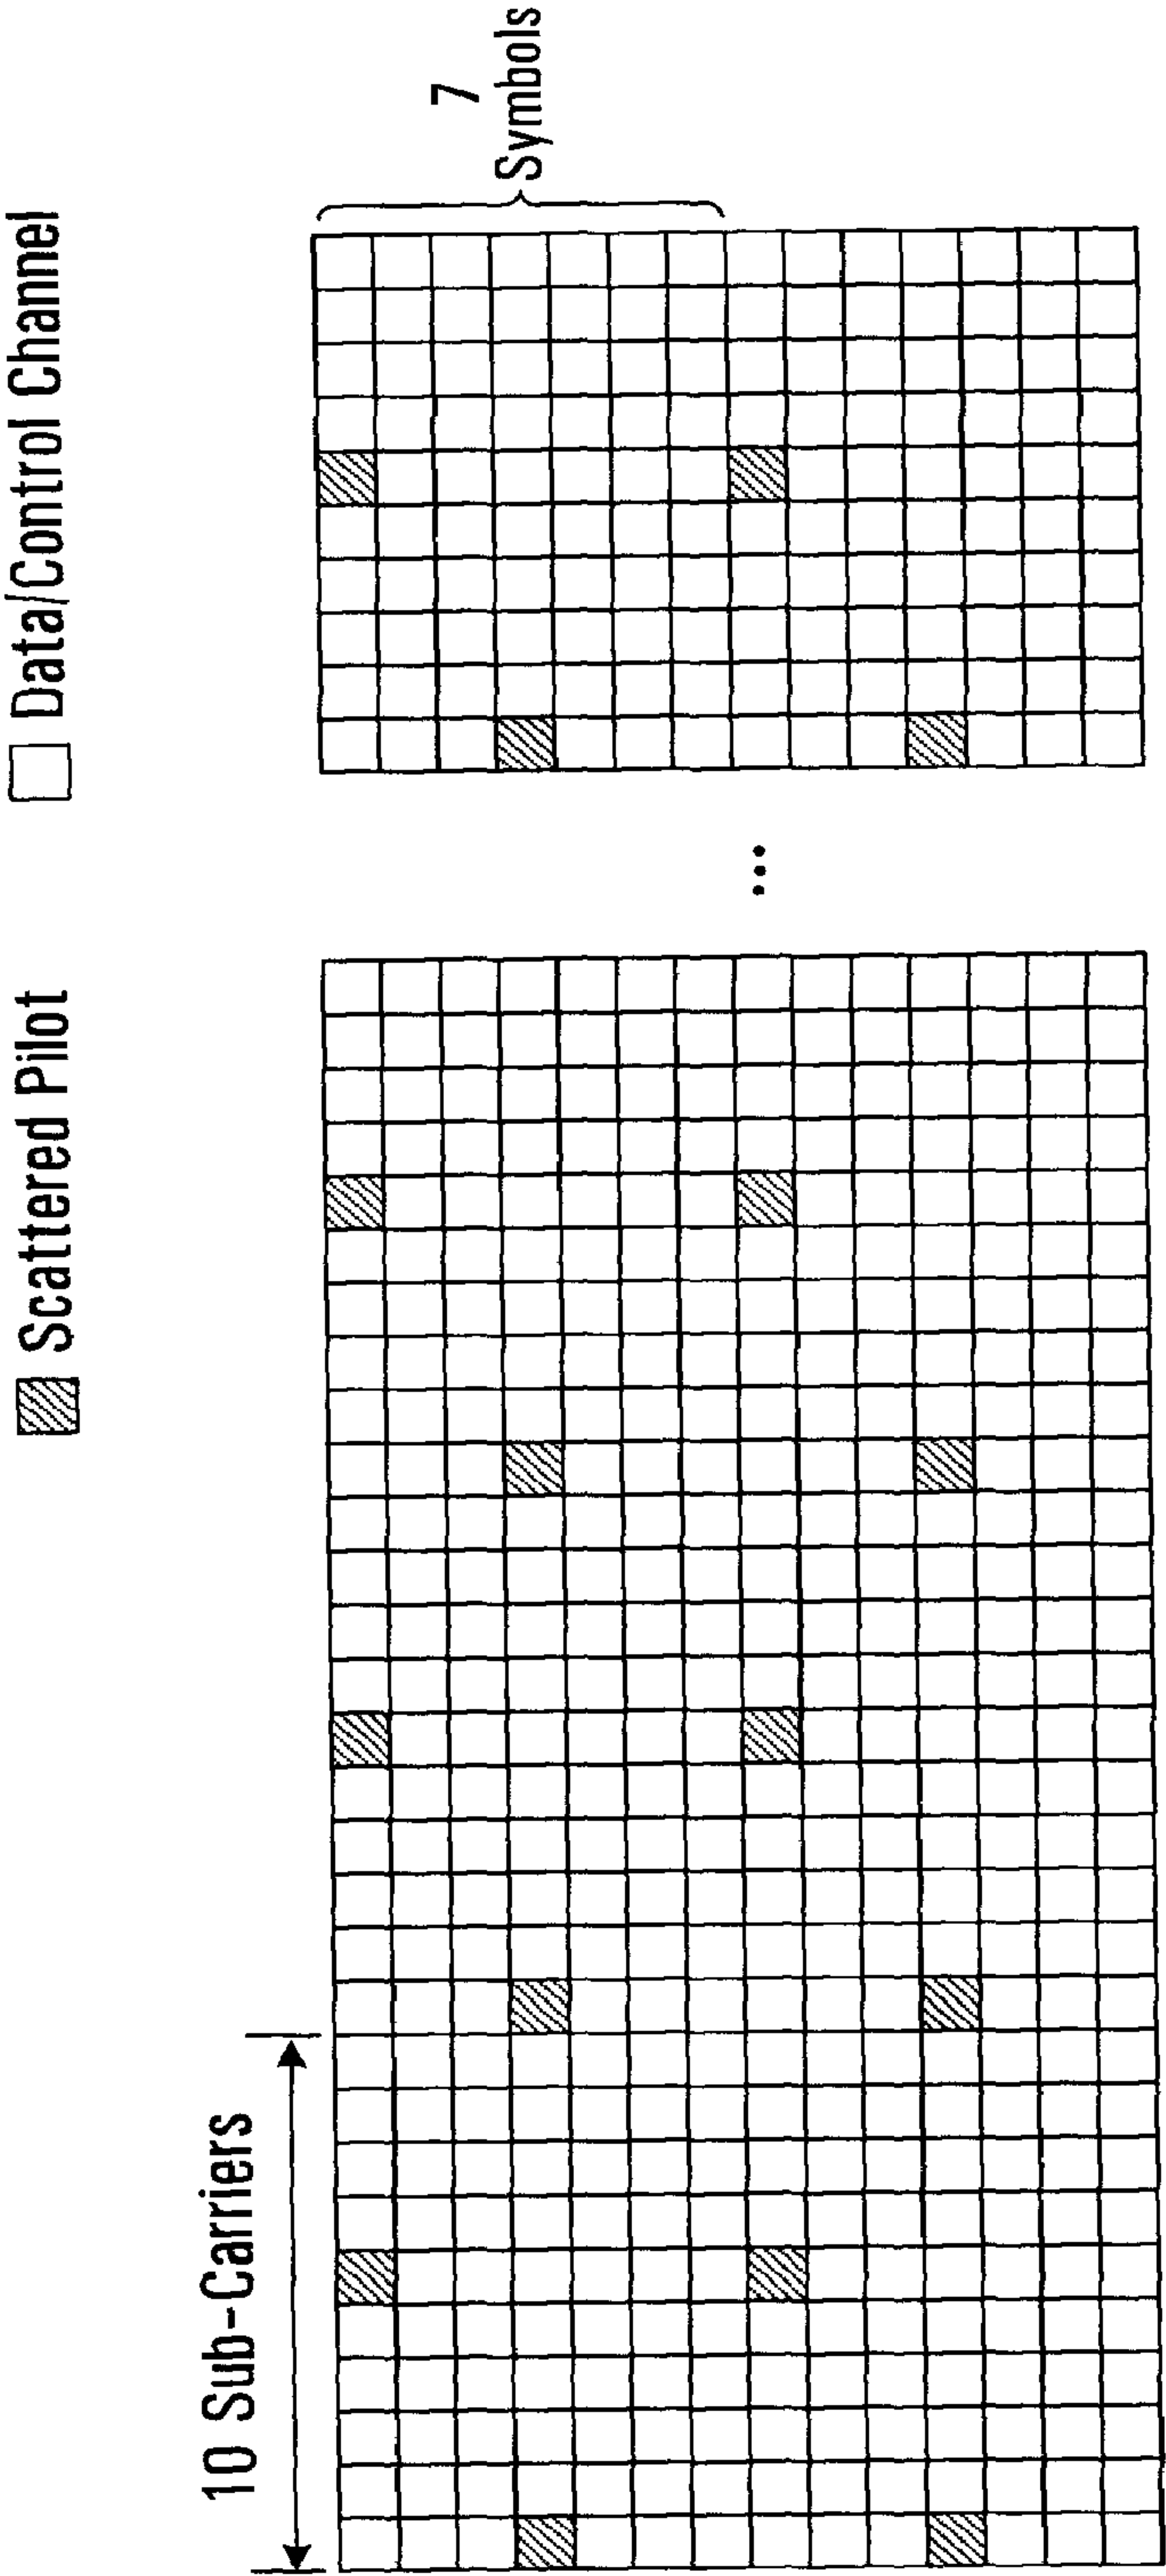 Scattered Pilot
Data/Control Channel
10 Sub-Carriers
7
Symbols
...